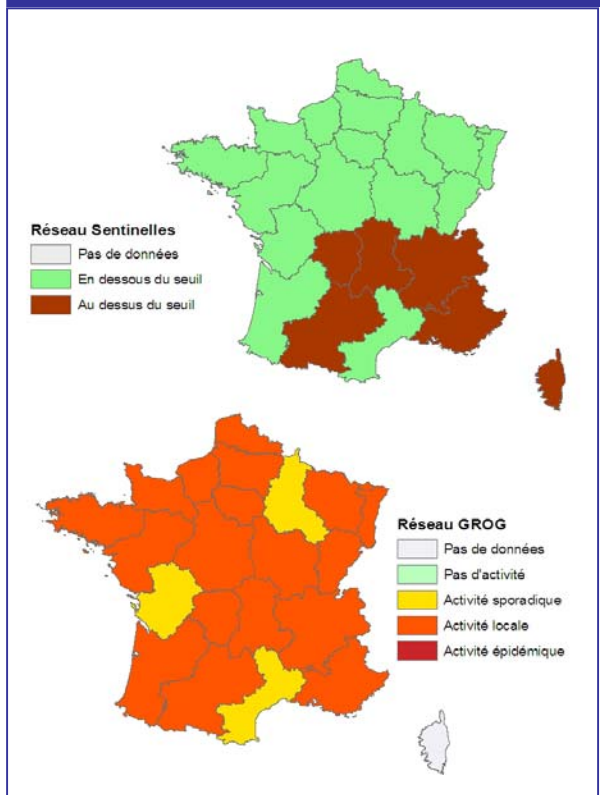 Réseau Sentinelles
Pas de données
En dessous du seuil
Au dessus du seuil
Réseau GROG
Pas de données
Pas d'activité
Activité sporadique
Activité locale
Activité épidémique